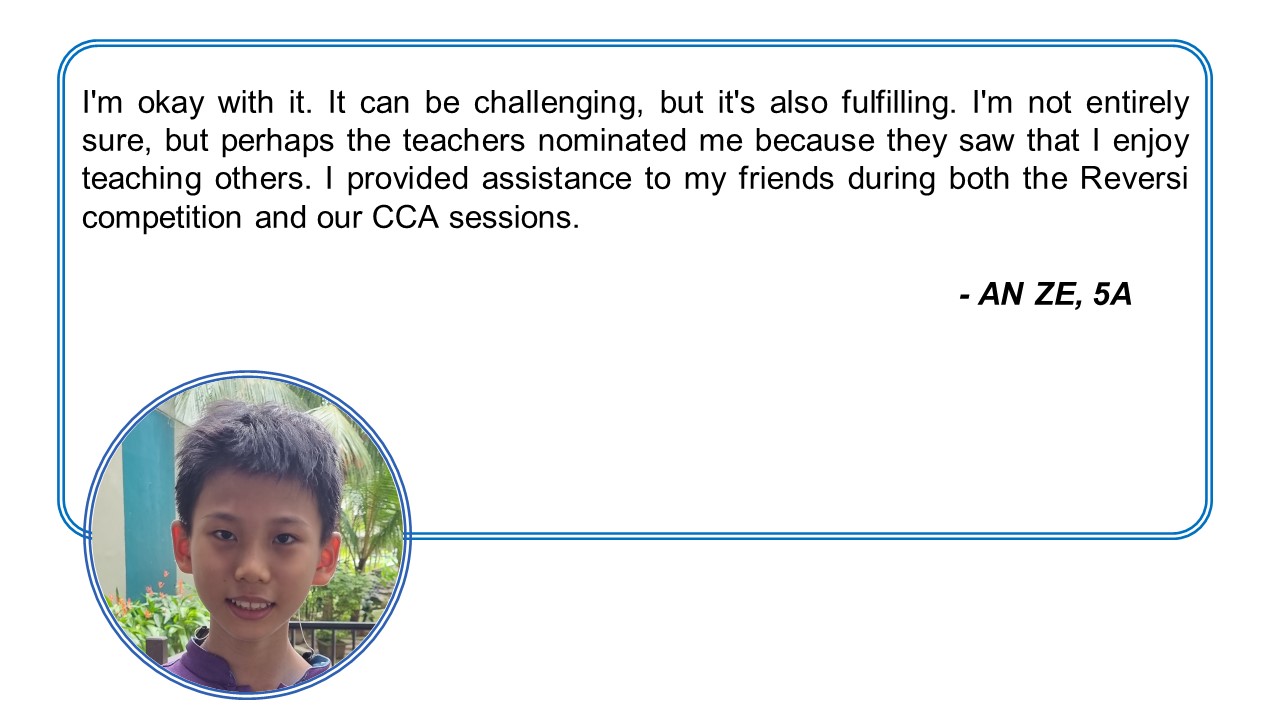 I'm okay with it. It can be challenging, but it's also fulfilling. I'm not entirely
sure, but perhaps the teachers nominated me because they saw that I enjoy
teaching others. I provided assistance to my friends during both the Reversi
competition and our CCA sessions.
- AN ZE, 5A